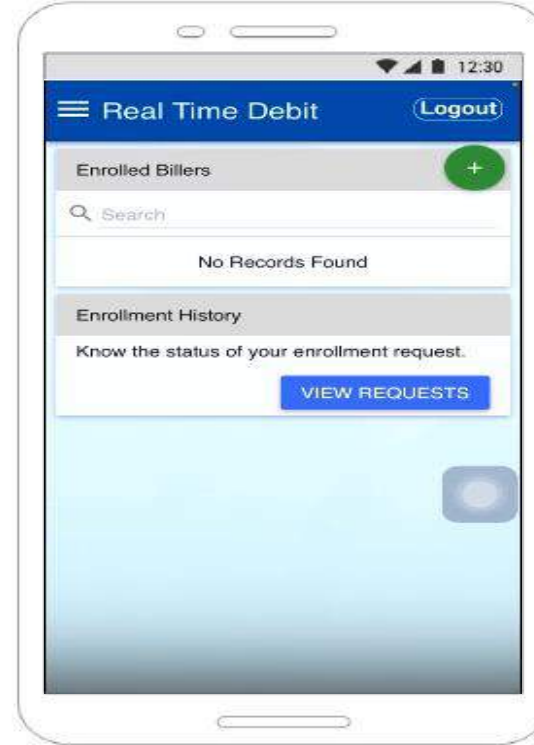 12:30
Real Time Debit
Logout
Enrolled Billers
+
Search
No Records Found
Enrollment History
Know the status of your enrollment request.
VIEW REQUESTS